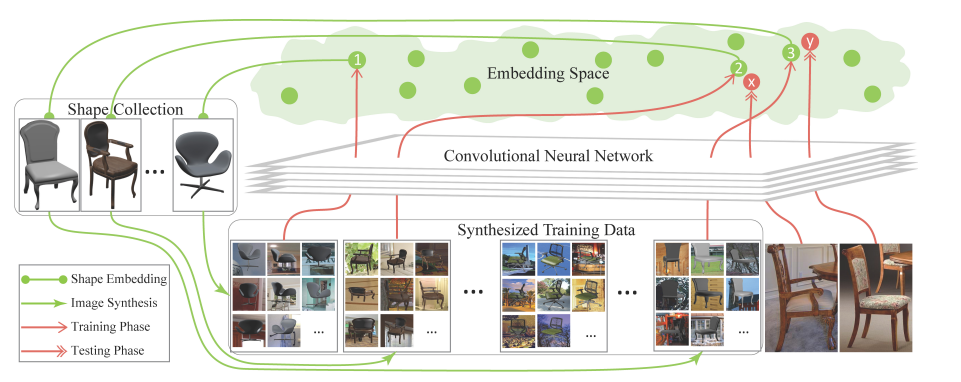 1
2
3
x
y
Embedding Space
Shape Collection
...
Convolutional Neural Network
Synthesized Training Data
...
...
...
...
...
...
Shape Embedding
Image Synthesis
Training Phase
Testing Phase